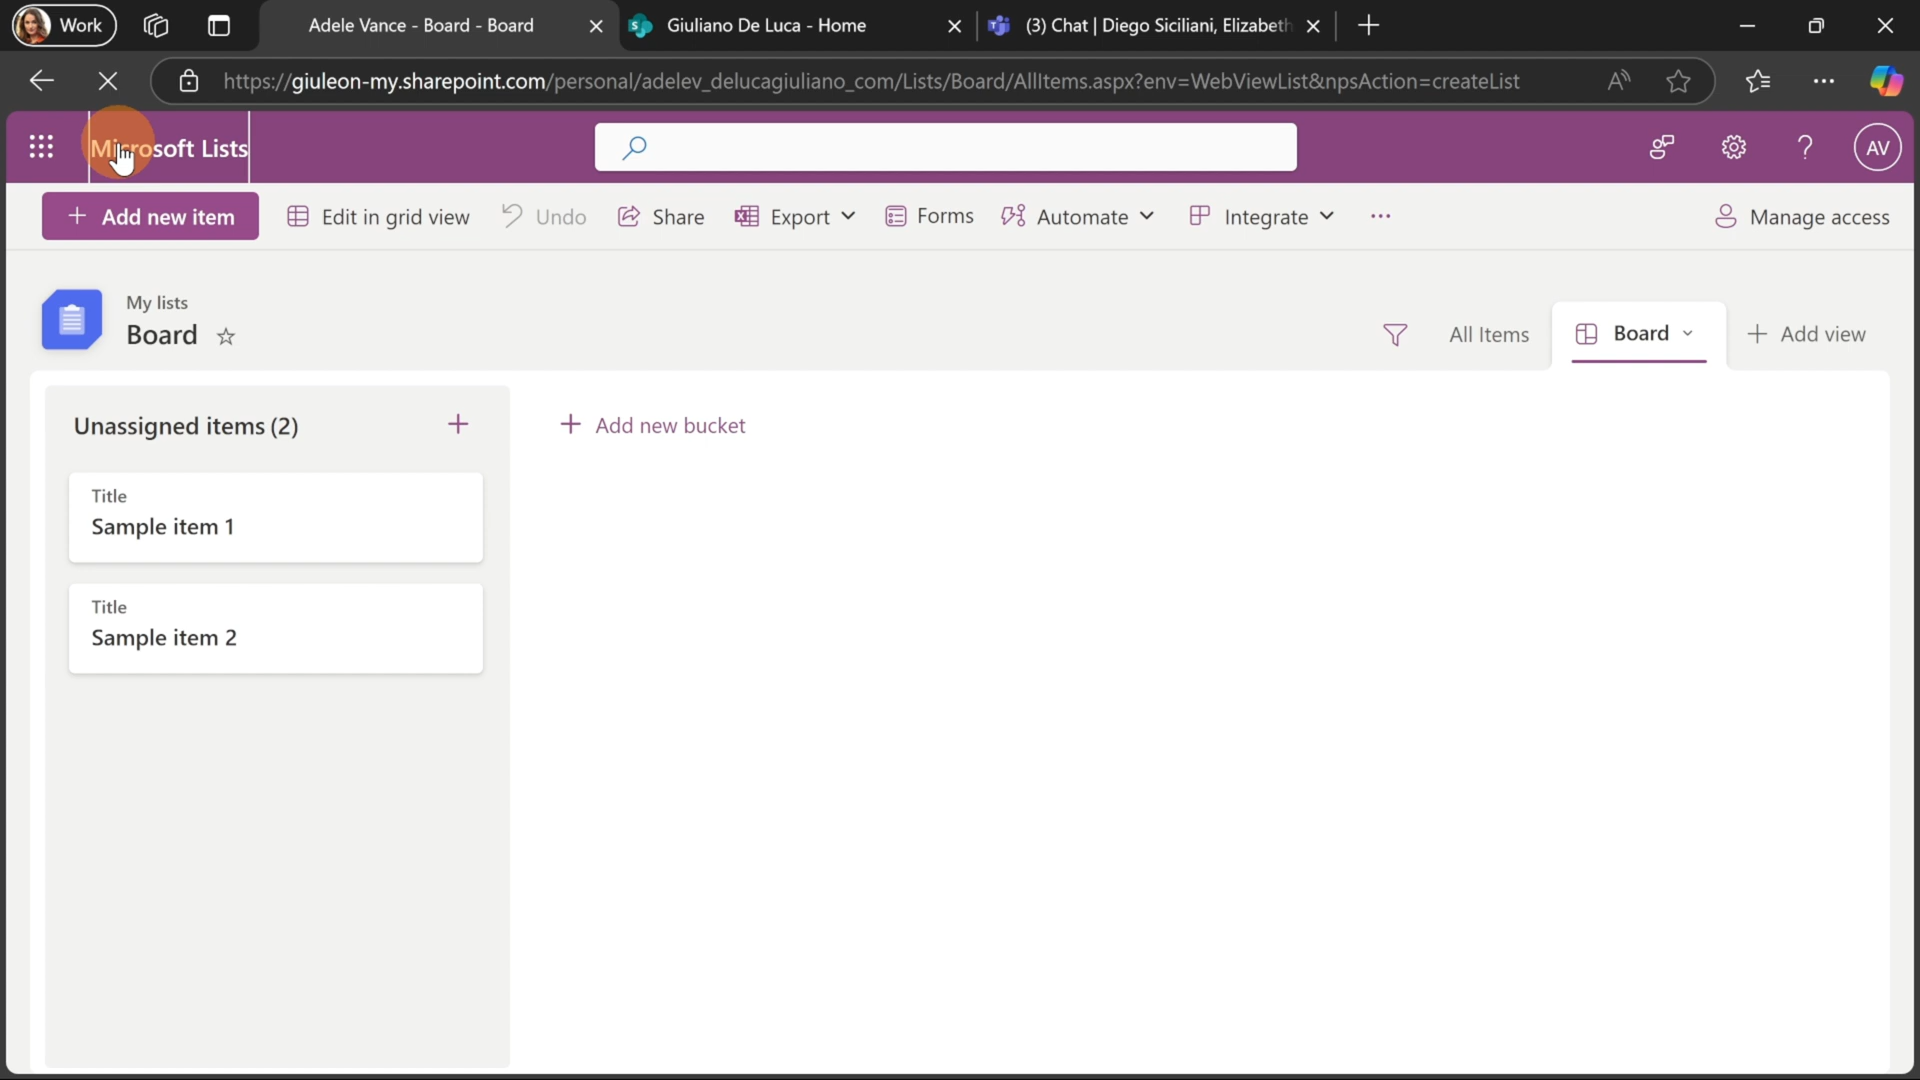 Work
Adele Vance - Board - Board
Giuliano De Luca - Home
(3) Chat | Diego Siciliani, Elizabeth
https://giuleon-my.sharepoint.com/personal/adelev_delucagiuliano_com/Lists/Board/AllItems.aspx?env=WebViewList&npsAction=createList
Microsoft Lists
AV
Add new item
Edit in grid view
Undo
Share
Export
Forms
Automate
Integrate
Manage access
My lists
Board
All Items
Board
Add view
Unassigned items (2)
Add new bucket
Title
Sample item 1
Title
Sample item 2